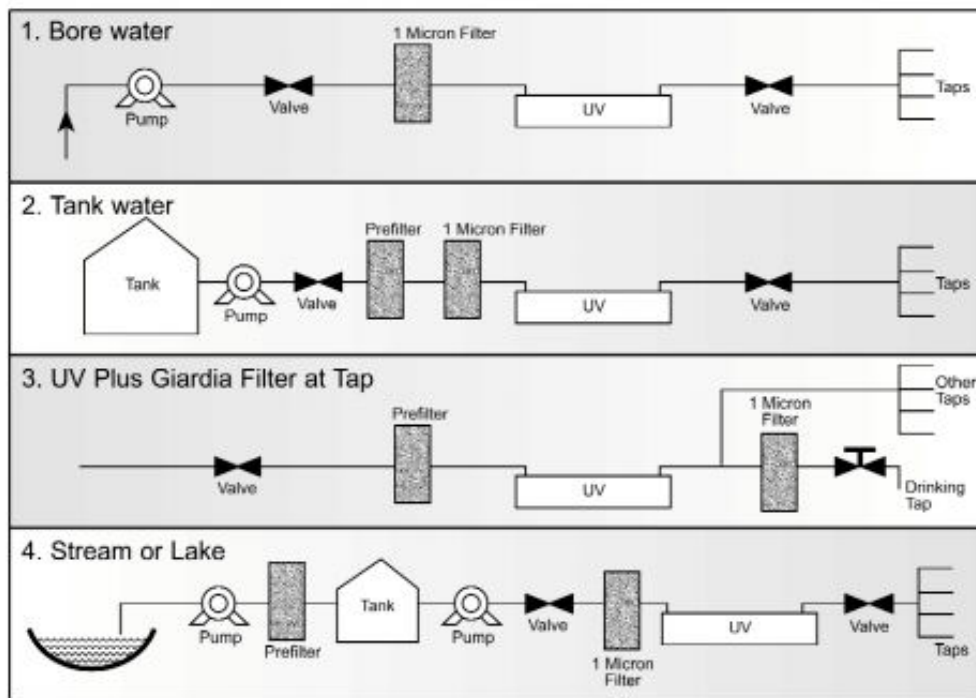 1. Bore water
1 Micron Filter
Pump
Valve
UV
Valve
Taps
2. Tank water
Prefilter
1 Micron Filter
Tank
Pump
Valve
UV
Valve
Taps
3. UV Plus Giardia Filter at Tap
Prefilter
1 Micron
Filter
Other
Taps
Valve
UV
Drinking
Tap
4. Stream or Lake
Pump
Prefilter
Tank
Pump
Valve
1 Micron
Filter
UV
Valve
Taps